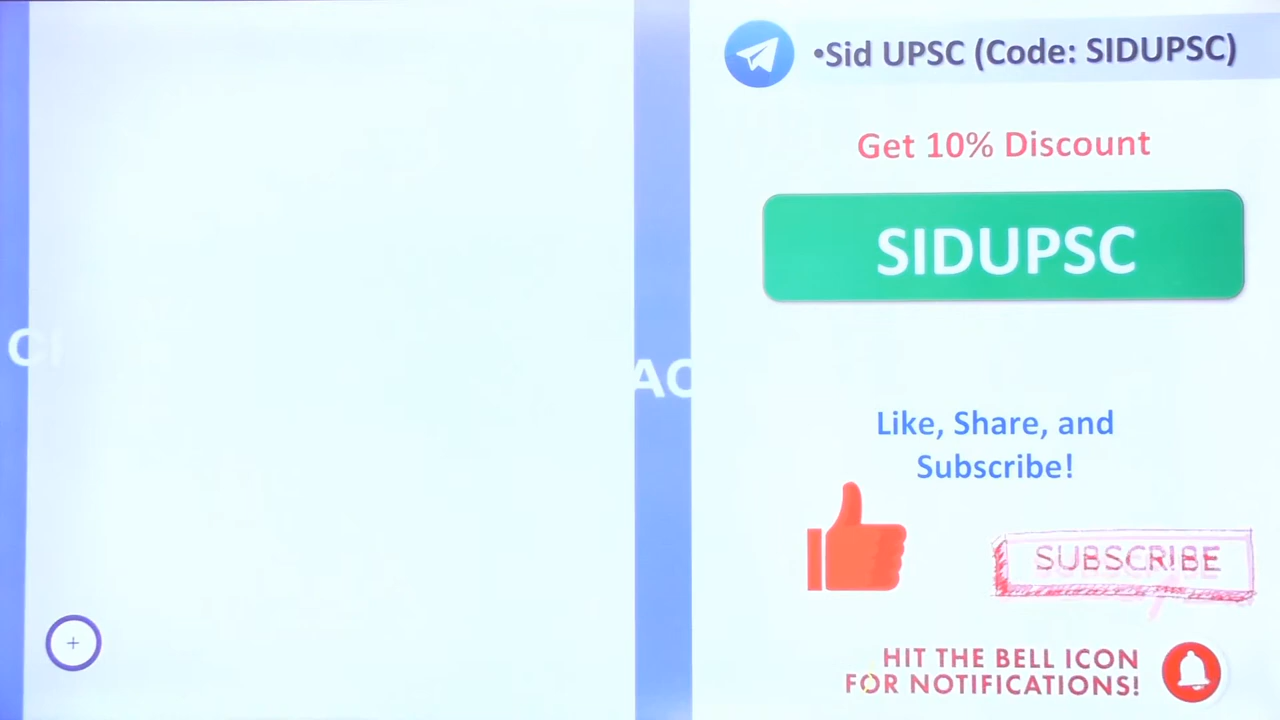 •Sid UPSC (Code: SIDUPSC)
Get 10% Discount
SIDUPSC
Like, Share, and
Subscribe!
SUBSCRIBE
HIT THE BELL ICON
FOR NOTIFICATIONS!